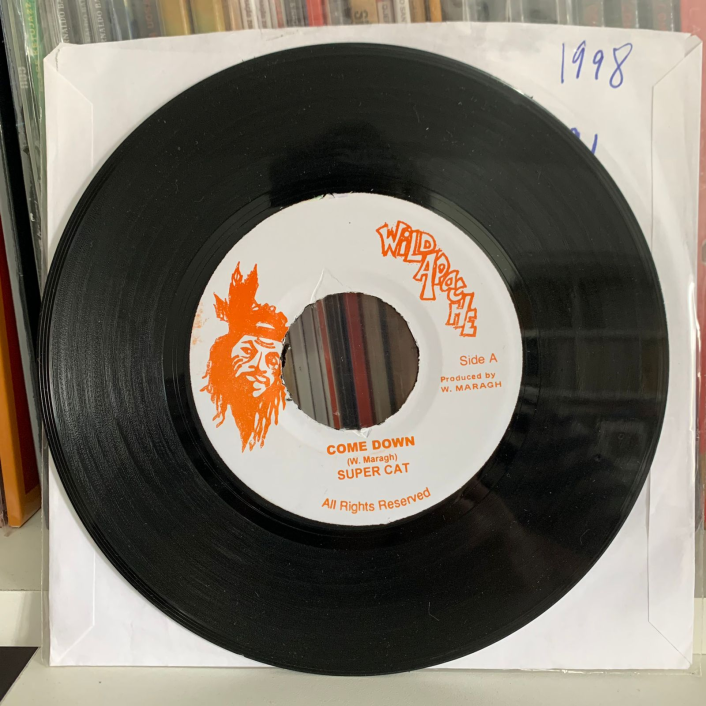 1998
WILD
APACHE
Side A
Produced by
W. MARAGH
COME DOWN
(W. Maragh)
SUPER CAT
All Rights Reserved